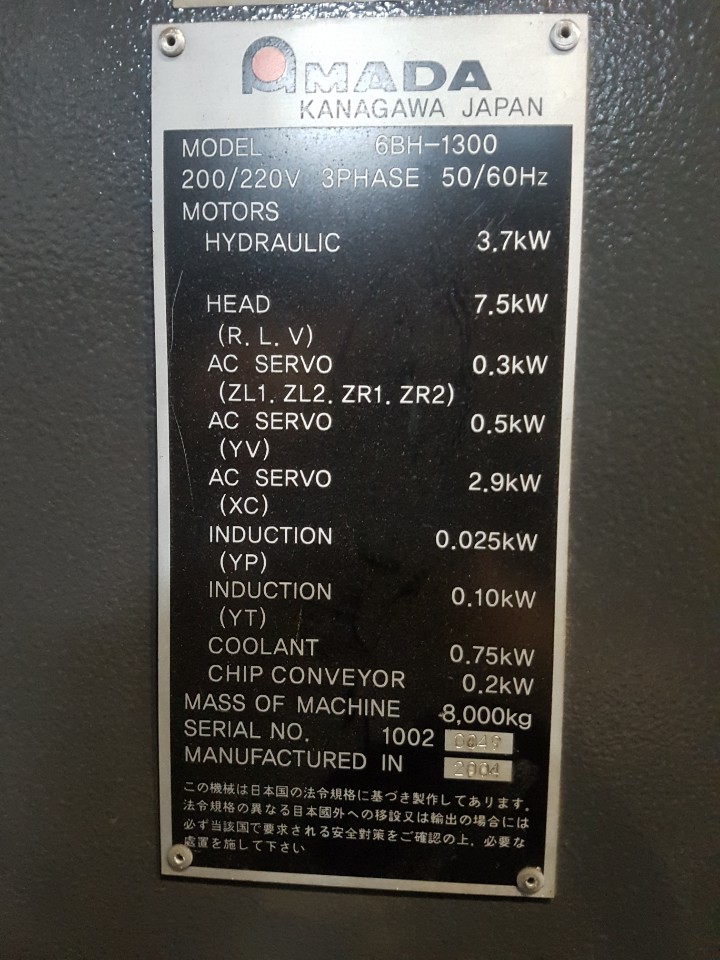 AMADA
KANAGAWA JAPAN
MODEL 6BH-1300
200/220V 3PHASE 50/60Hz
MOTORS
HYDRAULIC 3.7kW
HEAD 7.5kW
(R. L. V)
AC SERVO 0.3kW
(ZL1. ZL2. ZR1. ZR2)
AC SERVO 0.5kW
(YV)
AC SERVO 2.9kW
(XC)
INDUCTION 0.025kW
(YP)
INDUCTION 0.10kW
(YT)
COOLANT 0.75kW
CHIP CONVEYOR 0.2kW
MASS OF MACHINE 8,000kg
SERIAL NO. 1002
MANUFACTURED IN 2004
この機械は日本国の法令規格に基づき製作してあります.
法令規格の異なる日本國外への移設又は輸出の場合には
必ず当該国で要求される安全對策をご確認の上, 必要な
處置を施して下さい